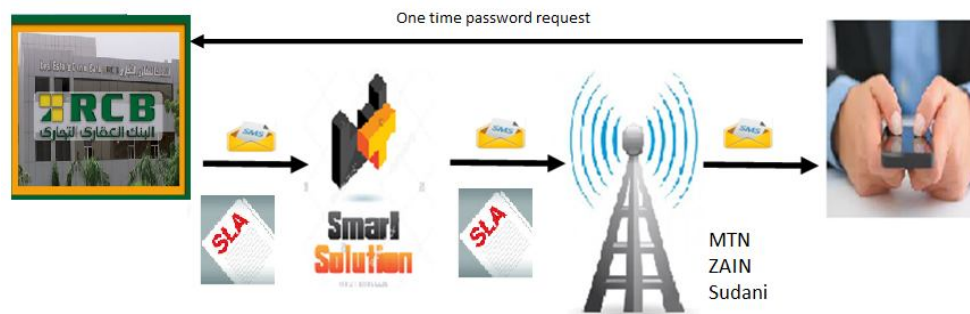 One time password request
RCB
البنك العقاري التجاري
SMS
SMS
SMS
SLA
SLA
Smart
Solution
MTN
ZAIN
Sudani